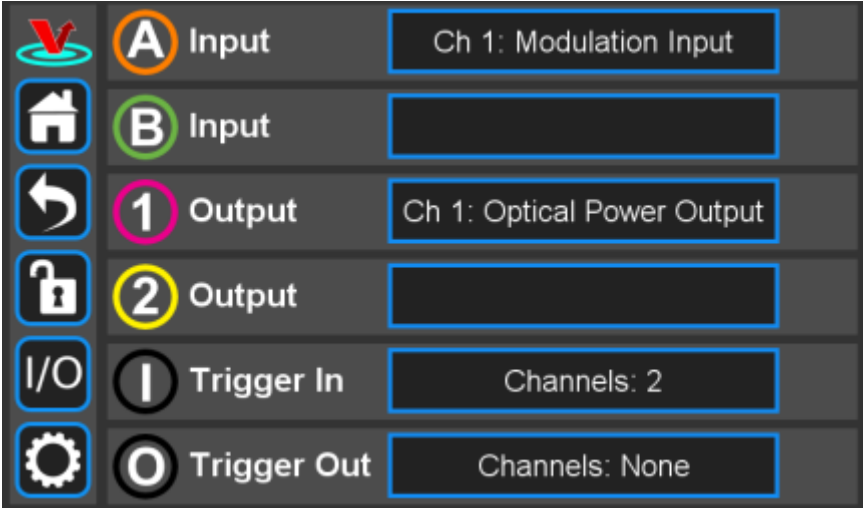 A Input Ch 1: Modulation Input
B Input
1 Output Ch 1: Optical Power Output
2 Output
I/O I Trigger In Channels: 2
O Trigger Out Channels: None